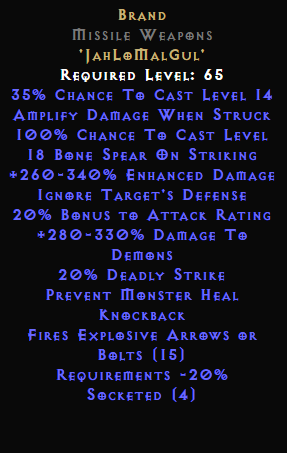 Brand
Missile Weapons
'JahLoMalGul'
Required Level: 65
35% Chance To Cast Level 14
Amplify Damage When Struck
100% Chance To Cast Level
18 Bone Spear On Striking
+260-340% Enhanced Damage
Ignore Target's Defense
20% Bonus to Attack Rating
+280-330% Damage To
Demons
20% Deadly Strike
Prevent Monster Heal
Knockback
Fires Explosive Arrows or
Bolts (15)
Requirements -20%
Socketed (4)